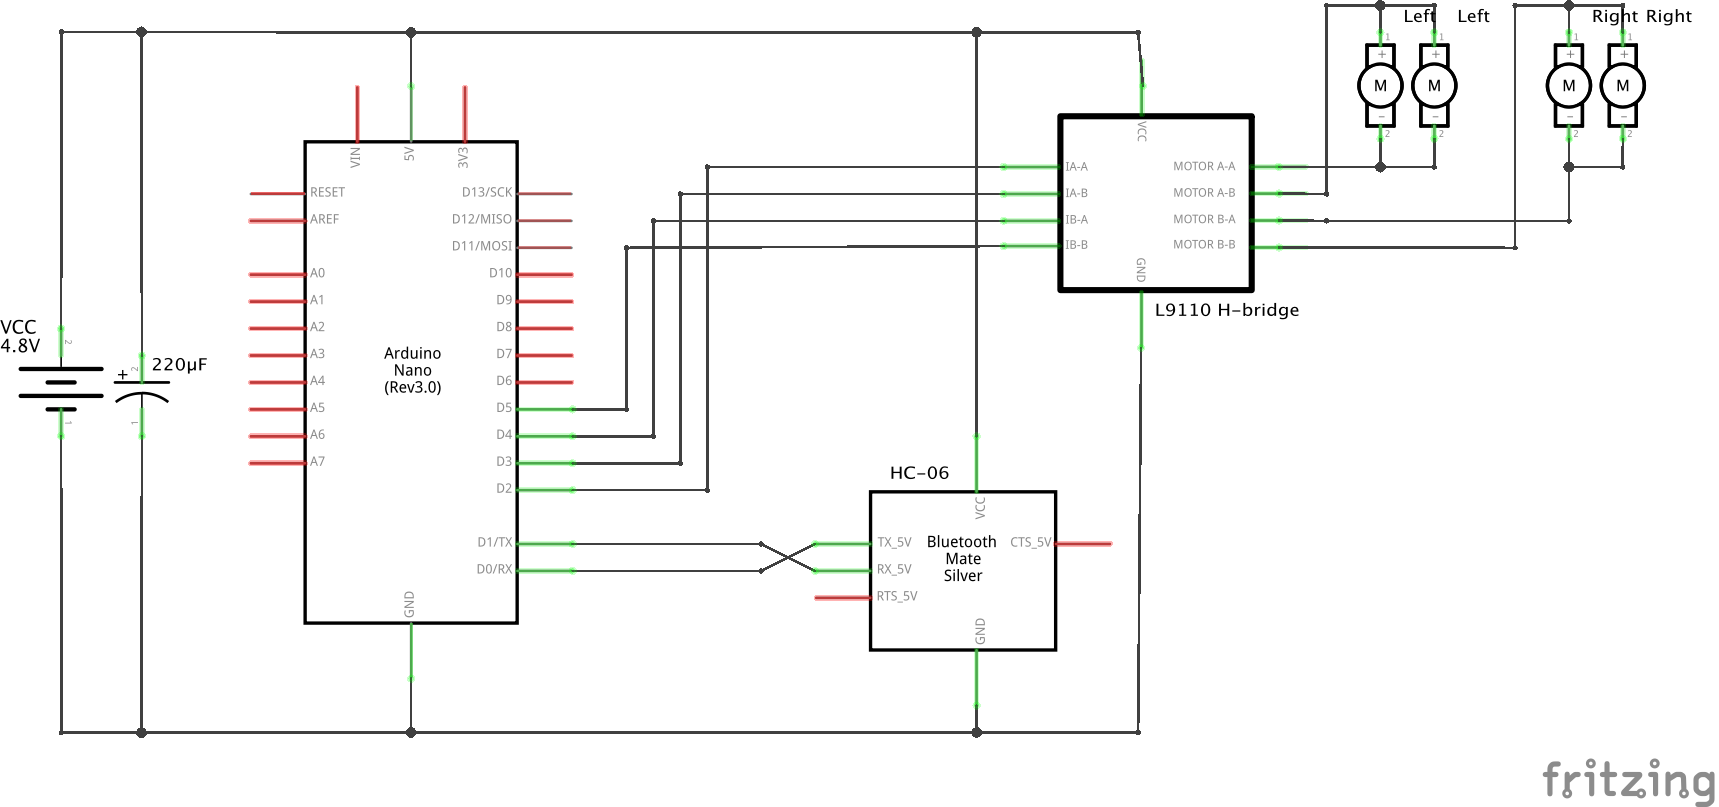 Left Left
Right Right
1
1
1
1
+
+
+
+
M
M
M
M
−
−
−
−
2
2
2
2
VCC
4.8V
2
1
+
2
220µF
1
VIN
5V
3V3
RESET
AREF
A0
A1
A2
A3
A4
A5
A6
A7
Arduino
Nano
(Rev3.0)
D13/SCK
D12/MISO
D11/MOSI
D10
D9
D8
D7
D6
D5
D4
D3
D2
D1/TX
D0/RX
GND
VCC
IA-A
IA-B
IB-A
IB-B
MOTOR A-A
MOTOR A-B
MOTOR B-A
MOTOR B-B
GND
L9110 H-bridge
HC-06
VCC
TX_5V
RX_5V
RTS_5V
Bluetooth
Mate
Silver
CTS_5V
GND
fritzing